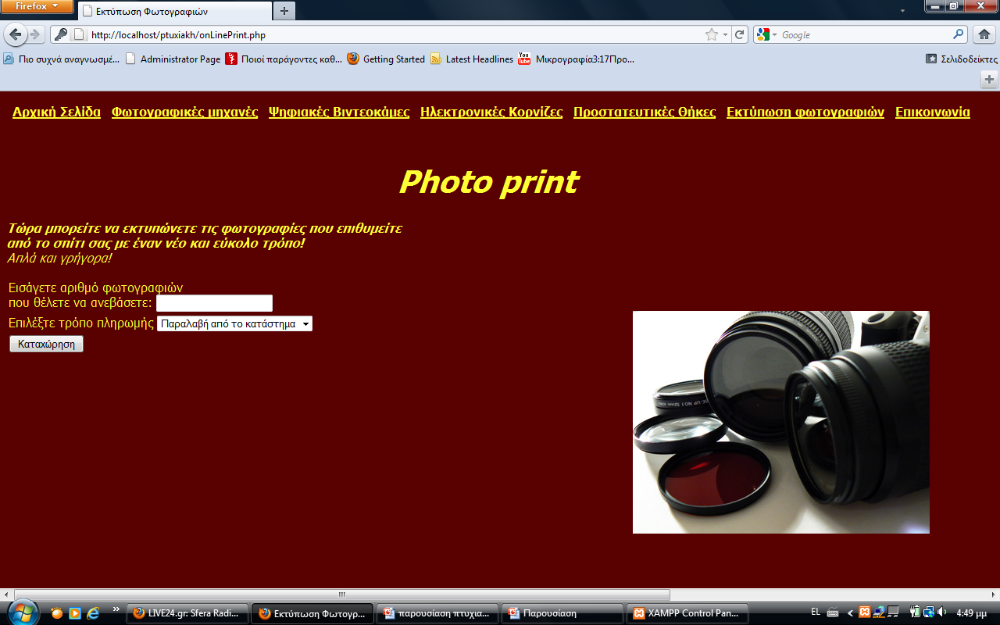 Firefox
Εκτύπωση Φωτογραφιών
http://localhost/ptuxiakh/onLinePrint.php
Google
Πιο συχνά αναγνωσμέ...
Administrator Page
Ποιοί παράγοντες καθ...
Getting Started
Latest Headlines
Μικρογραφία3:17Προ...
Σελιδοδείκτες
Αρχική Σελίδα Φωτογραφικές μηχανές Ψηφιακές Βιντεοκάμες Ηλεκτρονικές Κορνίζες Προστατευτικές Θήκες Εκτύπωση φωτογραφιών Επικοινωνία
Photo print
Τώρα μπορείτε να εκτυπώνετε τις φωτογραφίες που επιθυμείτε
από το σπίτι σας με έναν νέο και εύκολο τρόπο!
Απλά και γρήγορα!
Εισάγετε αριθμό φωτογραφιών
που θέλετε να ανεβάσετε:
Επιλέξτε τρόπο πληρωμής Παραλαβή από το κατάστημα
Καταχώρηση
LIVE24.gr: Sfera Radi...
Εκτύπωση Φωτογρ...
παρουσίαση πτυχια...
Παρουσίαση
XAMPP Control Pan...
EL
4:49 μμ